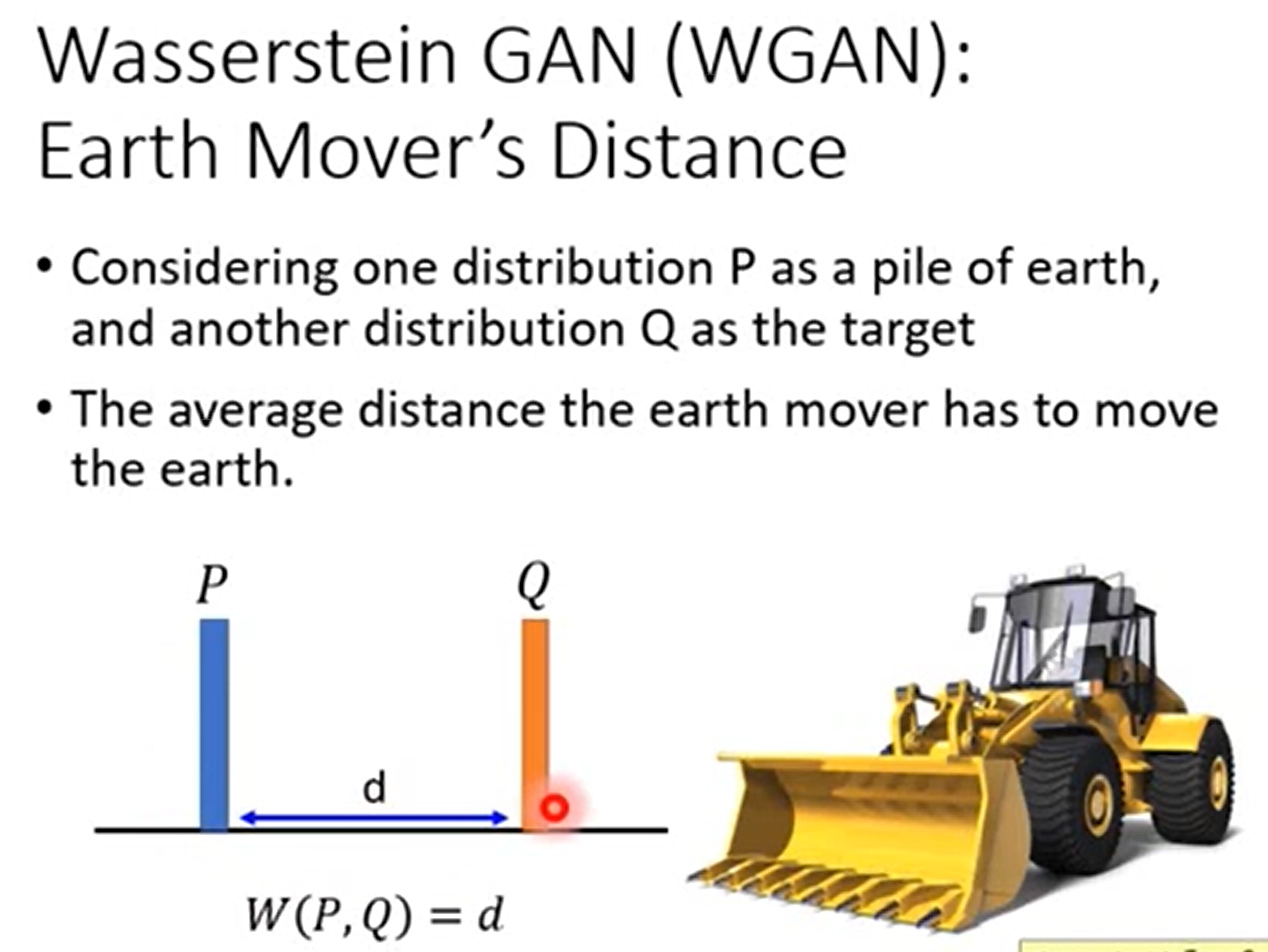 Wasserstein GAN (WGAN):
Earth Mover’s Distance
• Considering one distribution P as a pile of earth,
and another distribution Q as the target
• The average distance the earth mover has to move
the earth.
P
Q
d
W(P,Q) = d